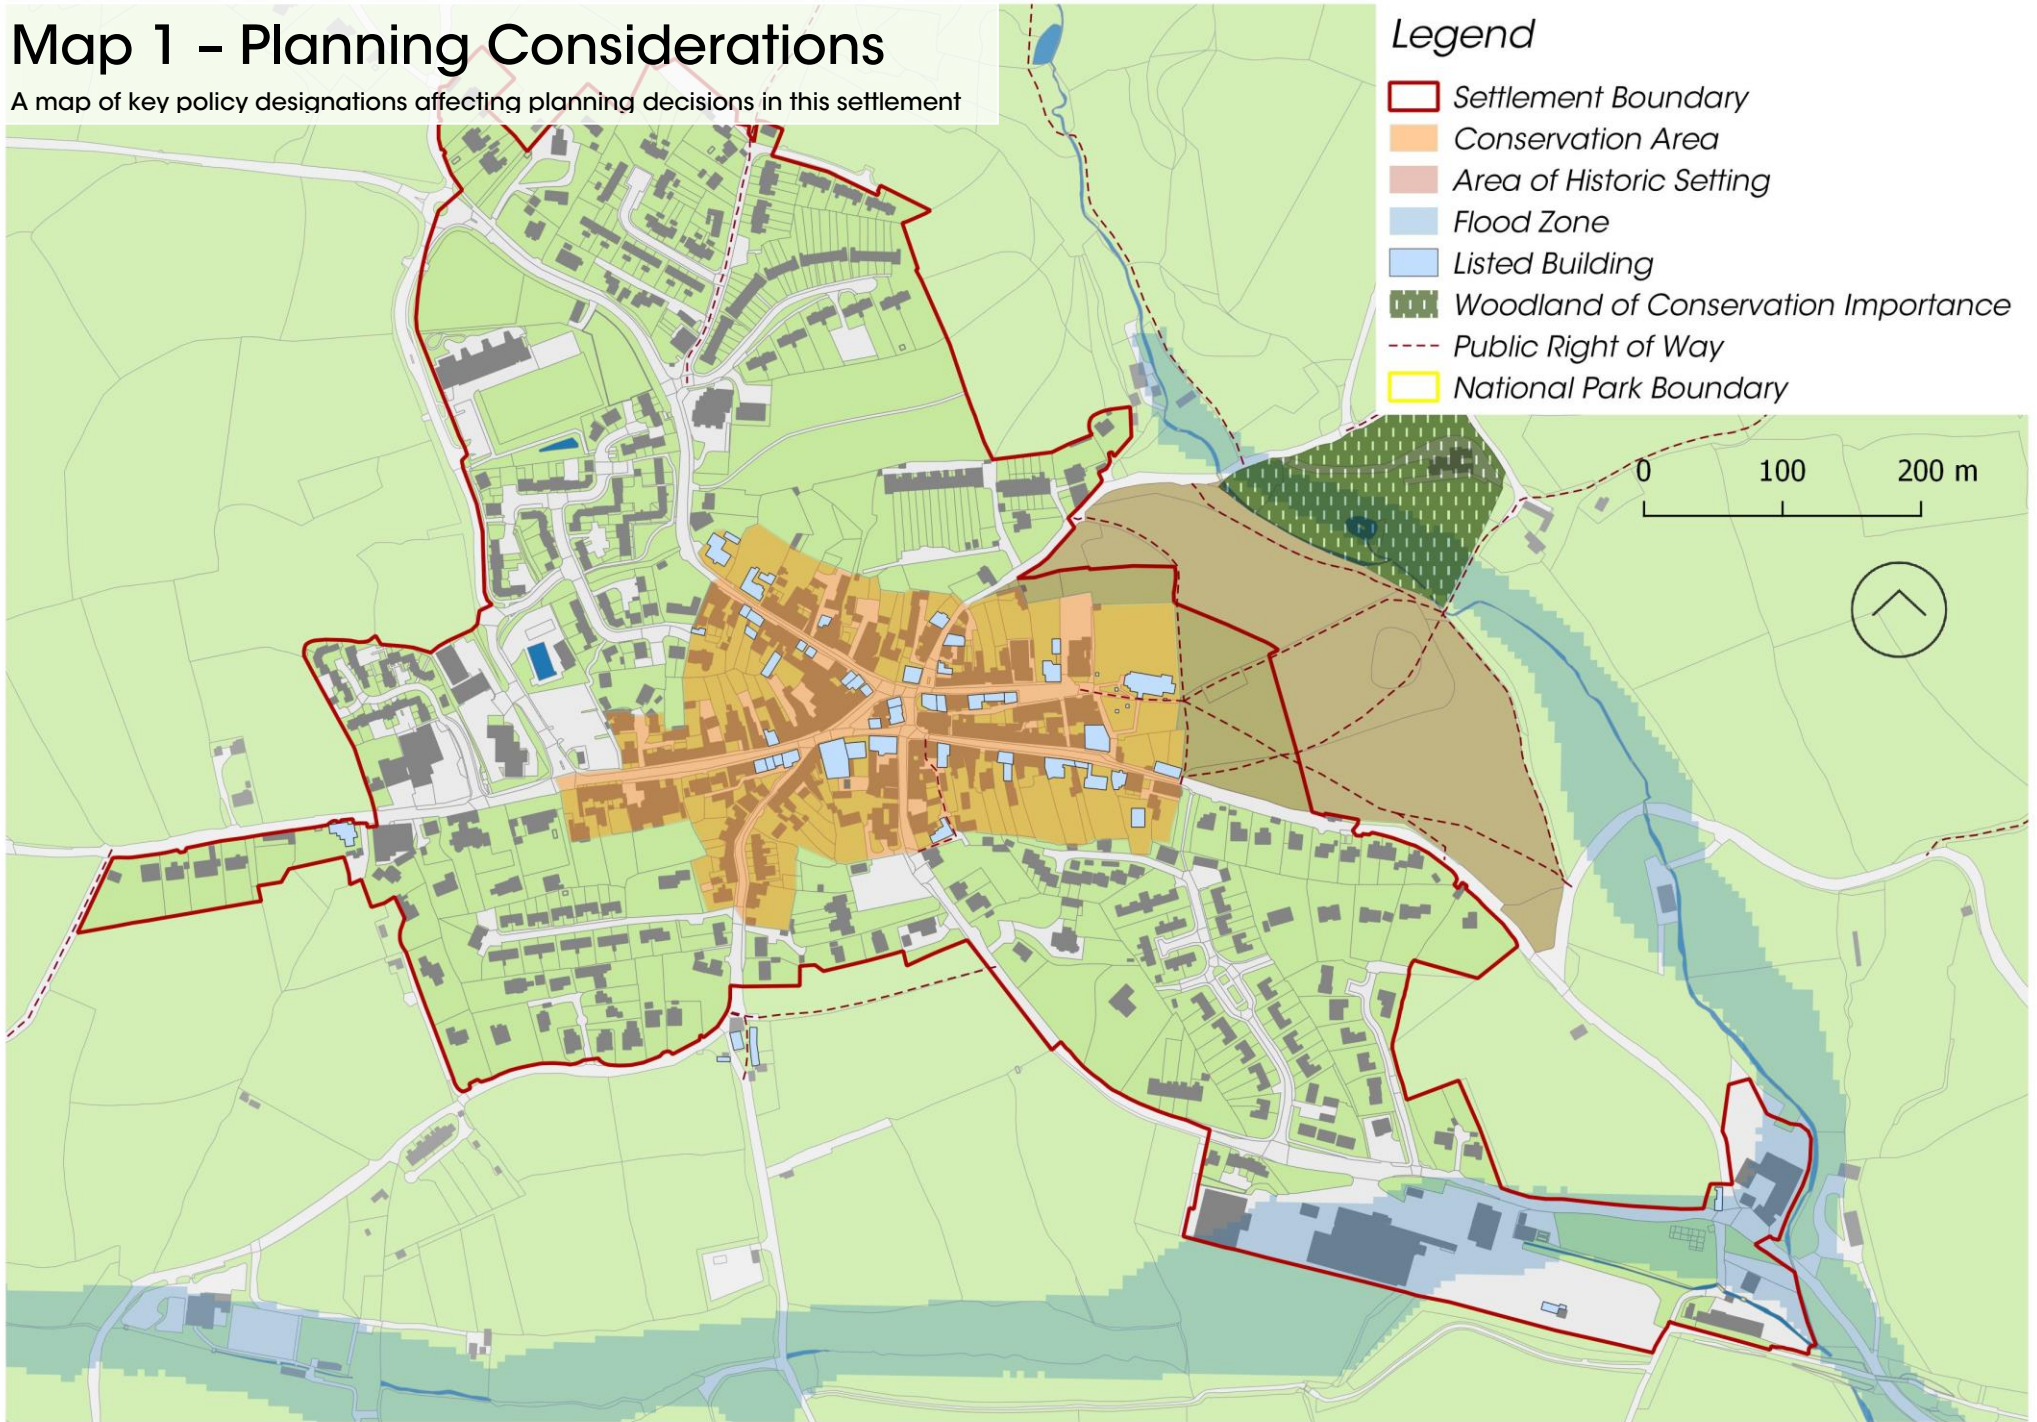 Map 1 – Planning Considerations
A map of key policy designations affecting planning decisions in this settlement
Legend
Settlement Boundary
Conservation Area
Area of Historic Setting
Flood Zone
Listed Building
Woodland of Conservation Importance
Public Right of Way
National Park Boundary
0 100 200 m